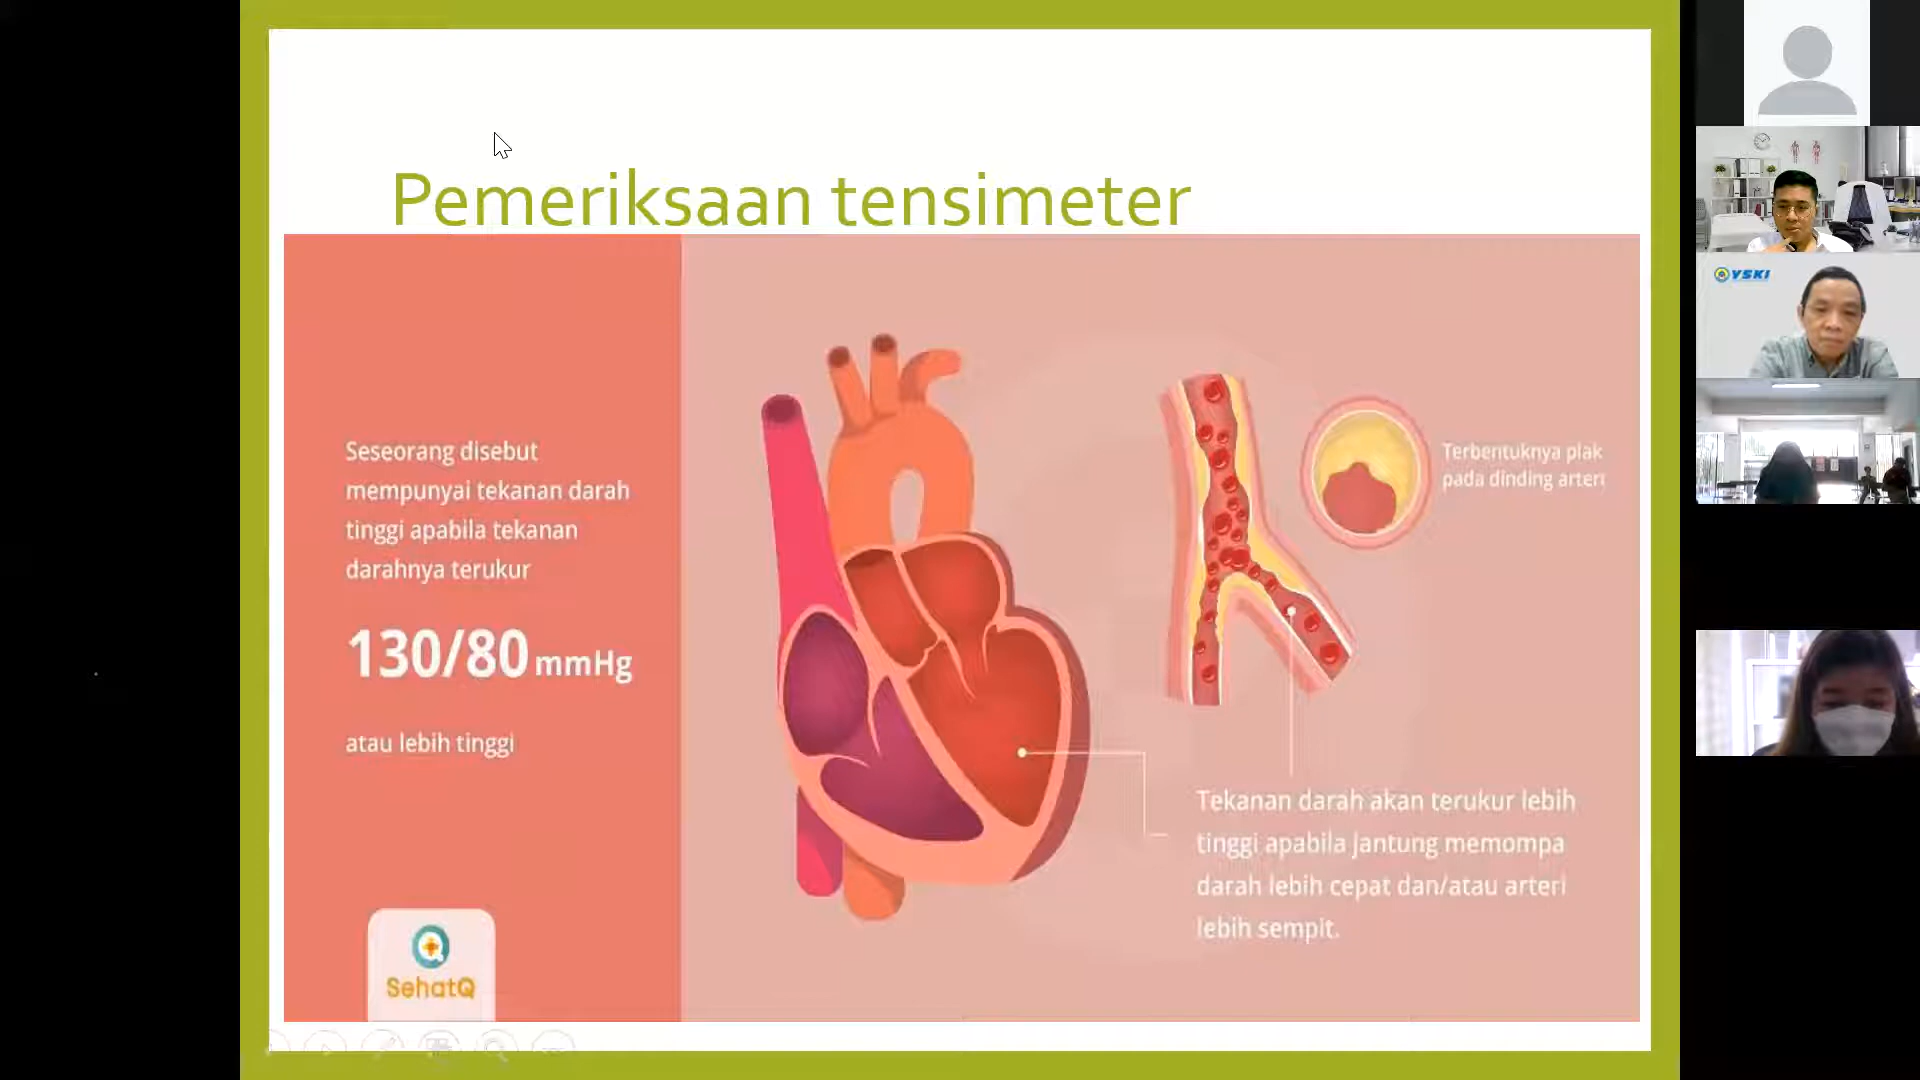 Pemeriksaan tensimeter
Seseorang disebut
mempunyai tekanan darah
tinggi apabila tekanan
darahnya terukur
130/80 mmHg
atau lebih tinggi
SehatQ
Terbentuknya plak
pada dinding arteri
Tekanan darah akan terukur lebih
tinggi apabila jantung memompa
darah lebih cepat dan/atau arteri
lebih sempit.
YSKI